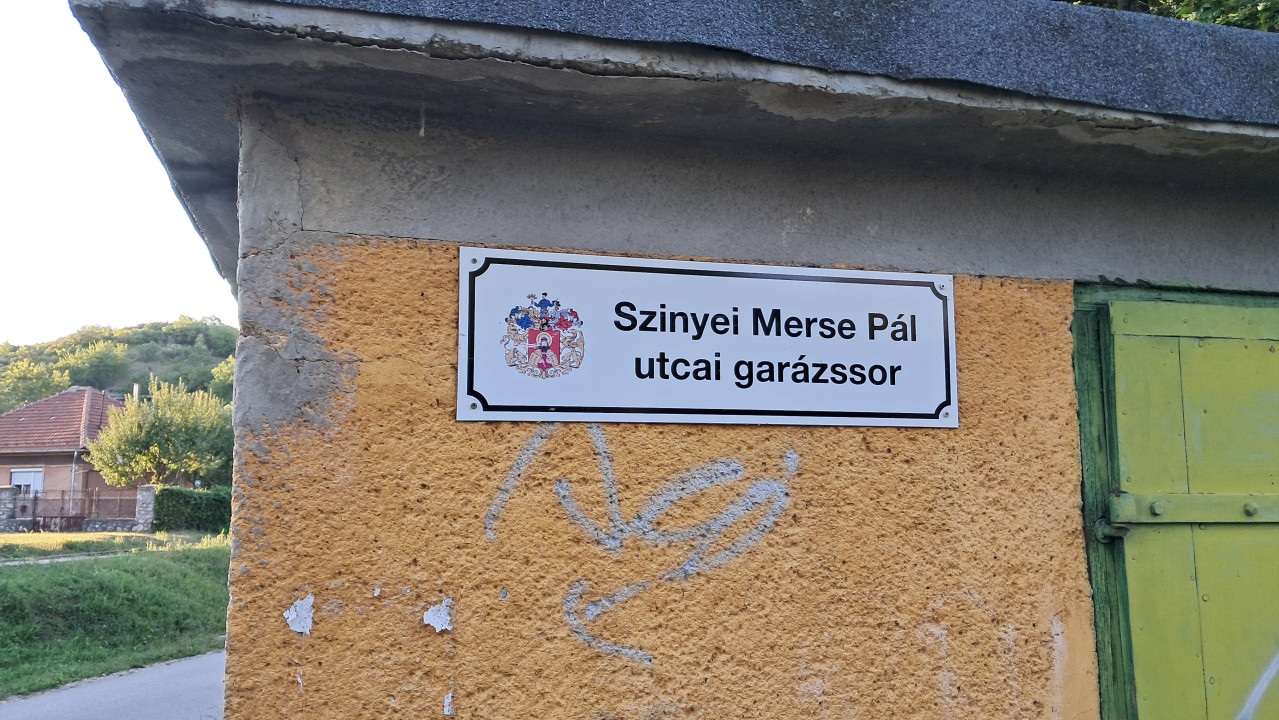 Szinyei Merse Pál
utcai garázssor